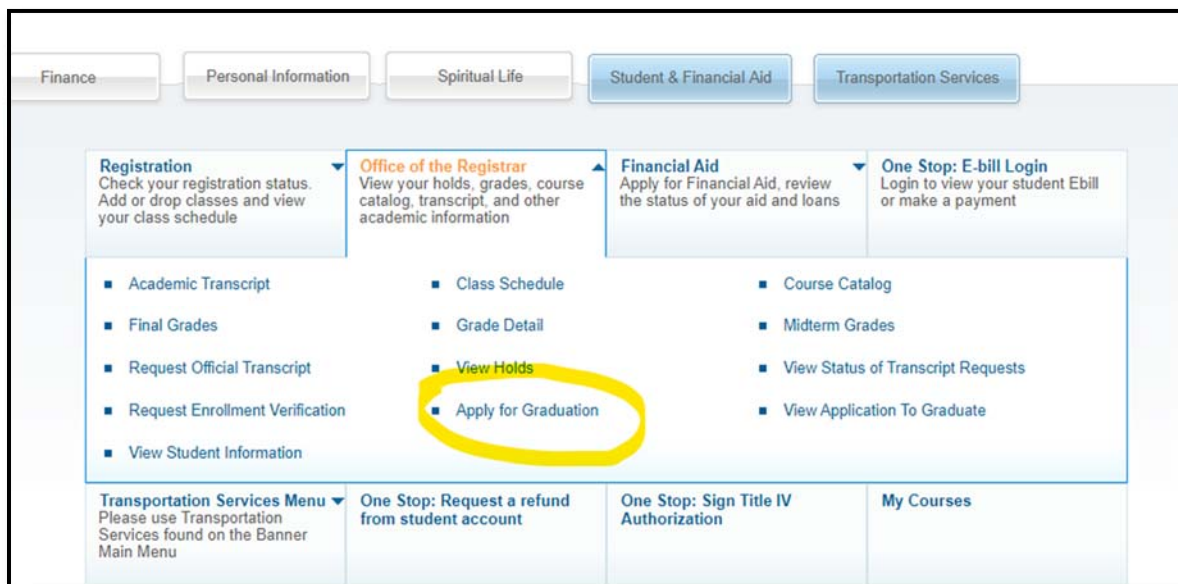 Finance
Personal Information
Spiritual Life
Student & Financial Aid
Transportation Services
Registration
Check your registration status.
Add or drop classes and view
your class schedule
Office of the Registrar
View your holds, grades, course
catalog, transcript, and other
academic information
Financial Aid
Apply for Financial Aid, review
the status of your aid and loans
One Stop: E-bill Login
Login to view your student Ebill
or make a payment
Academic Transcript
Class Schedule
Course Catalog
Final Grades
Grade Detail
Midterm Grades
Request Official Transcript
View Holds
View Status of Transcript Requests
Request Enrollment Verification
Apply for Graduation
View Application To Graduate
View Student Information
Transportation Services Menu
Please use Transportation
Services found on the Banner
Main Menu
One Stop: Request a refund
from student account
One Stop: Sign Title IV
Authorization
My Courses